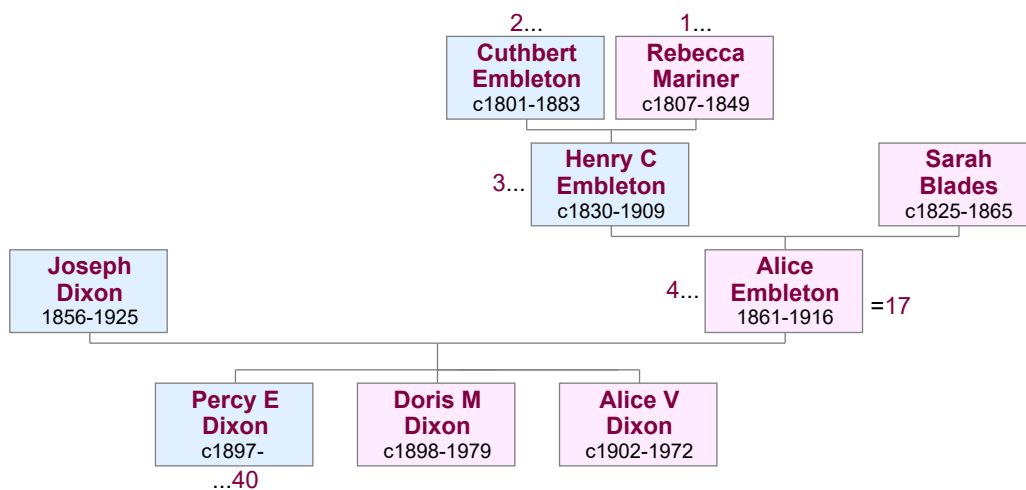 2...
1...
Cuthbert
Embleton
c1801-1883
Rebecca
Mariner
c1807-1849
3...
Henry C
Embleton
c1830-1909
Sarah
Blades
c1825-1865
Joseph
Dixon
1856-1925
4...
Alice
Embleton
1861-1916
=17
Percy E
Dixon
c1897-
...40
Doris M
Dixon
c1898-1979
Alice V
Dixon
c1902-1972